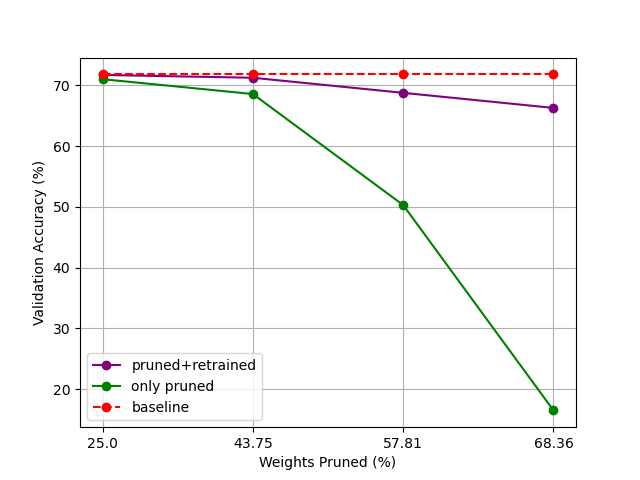 Validation Accuracy (%)
70
60
50
40
30
20
pruned+retrained
only pruned
baseline
25.0 43.75 57.81 68.36
Weights Pruned (%)